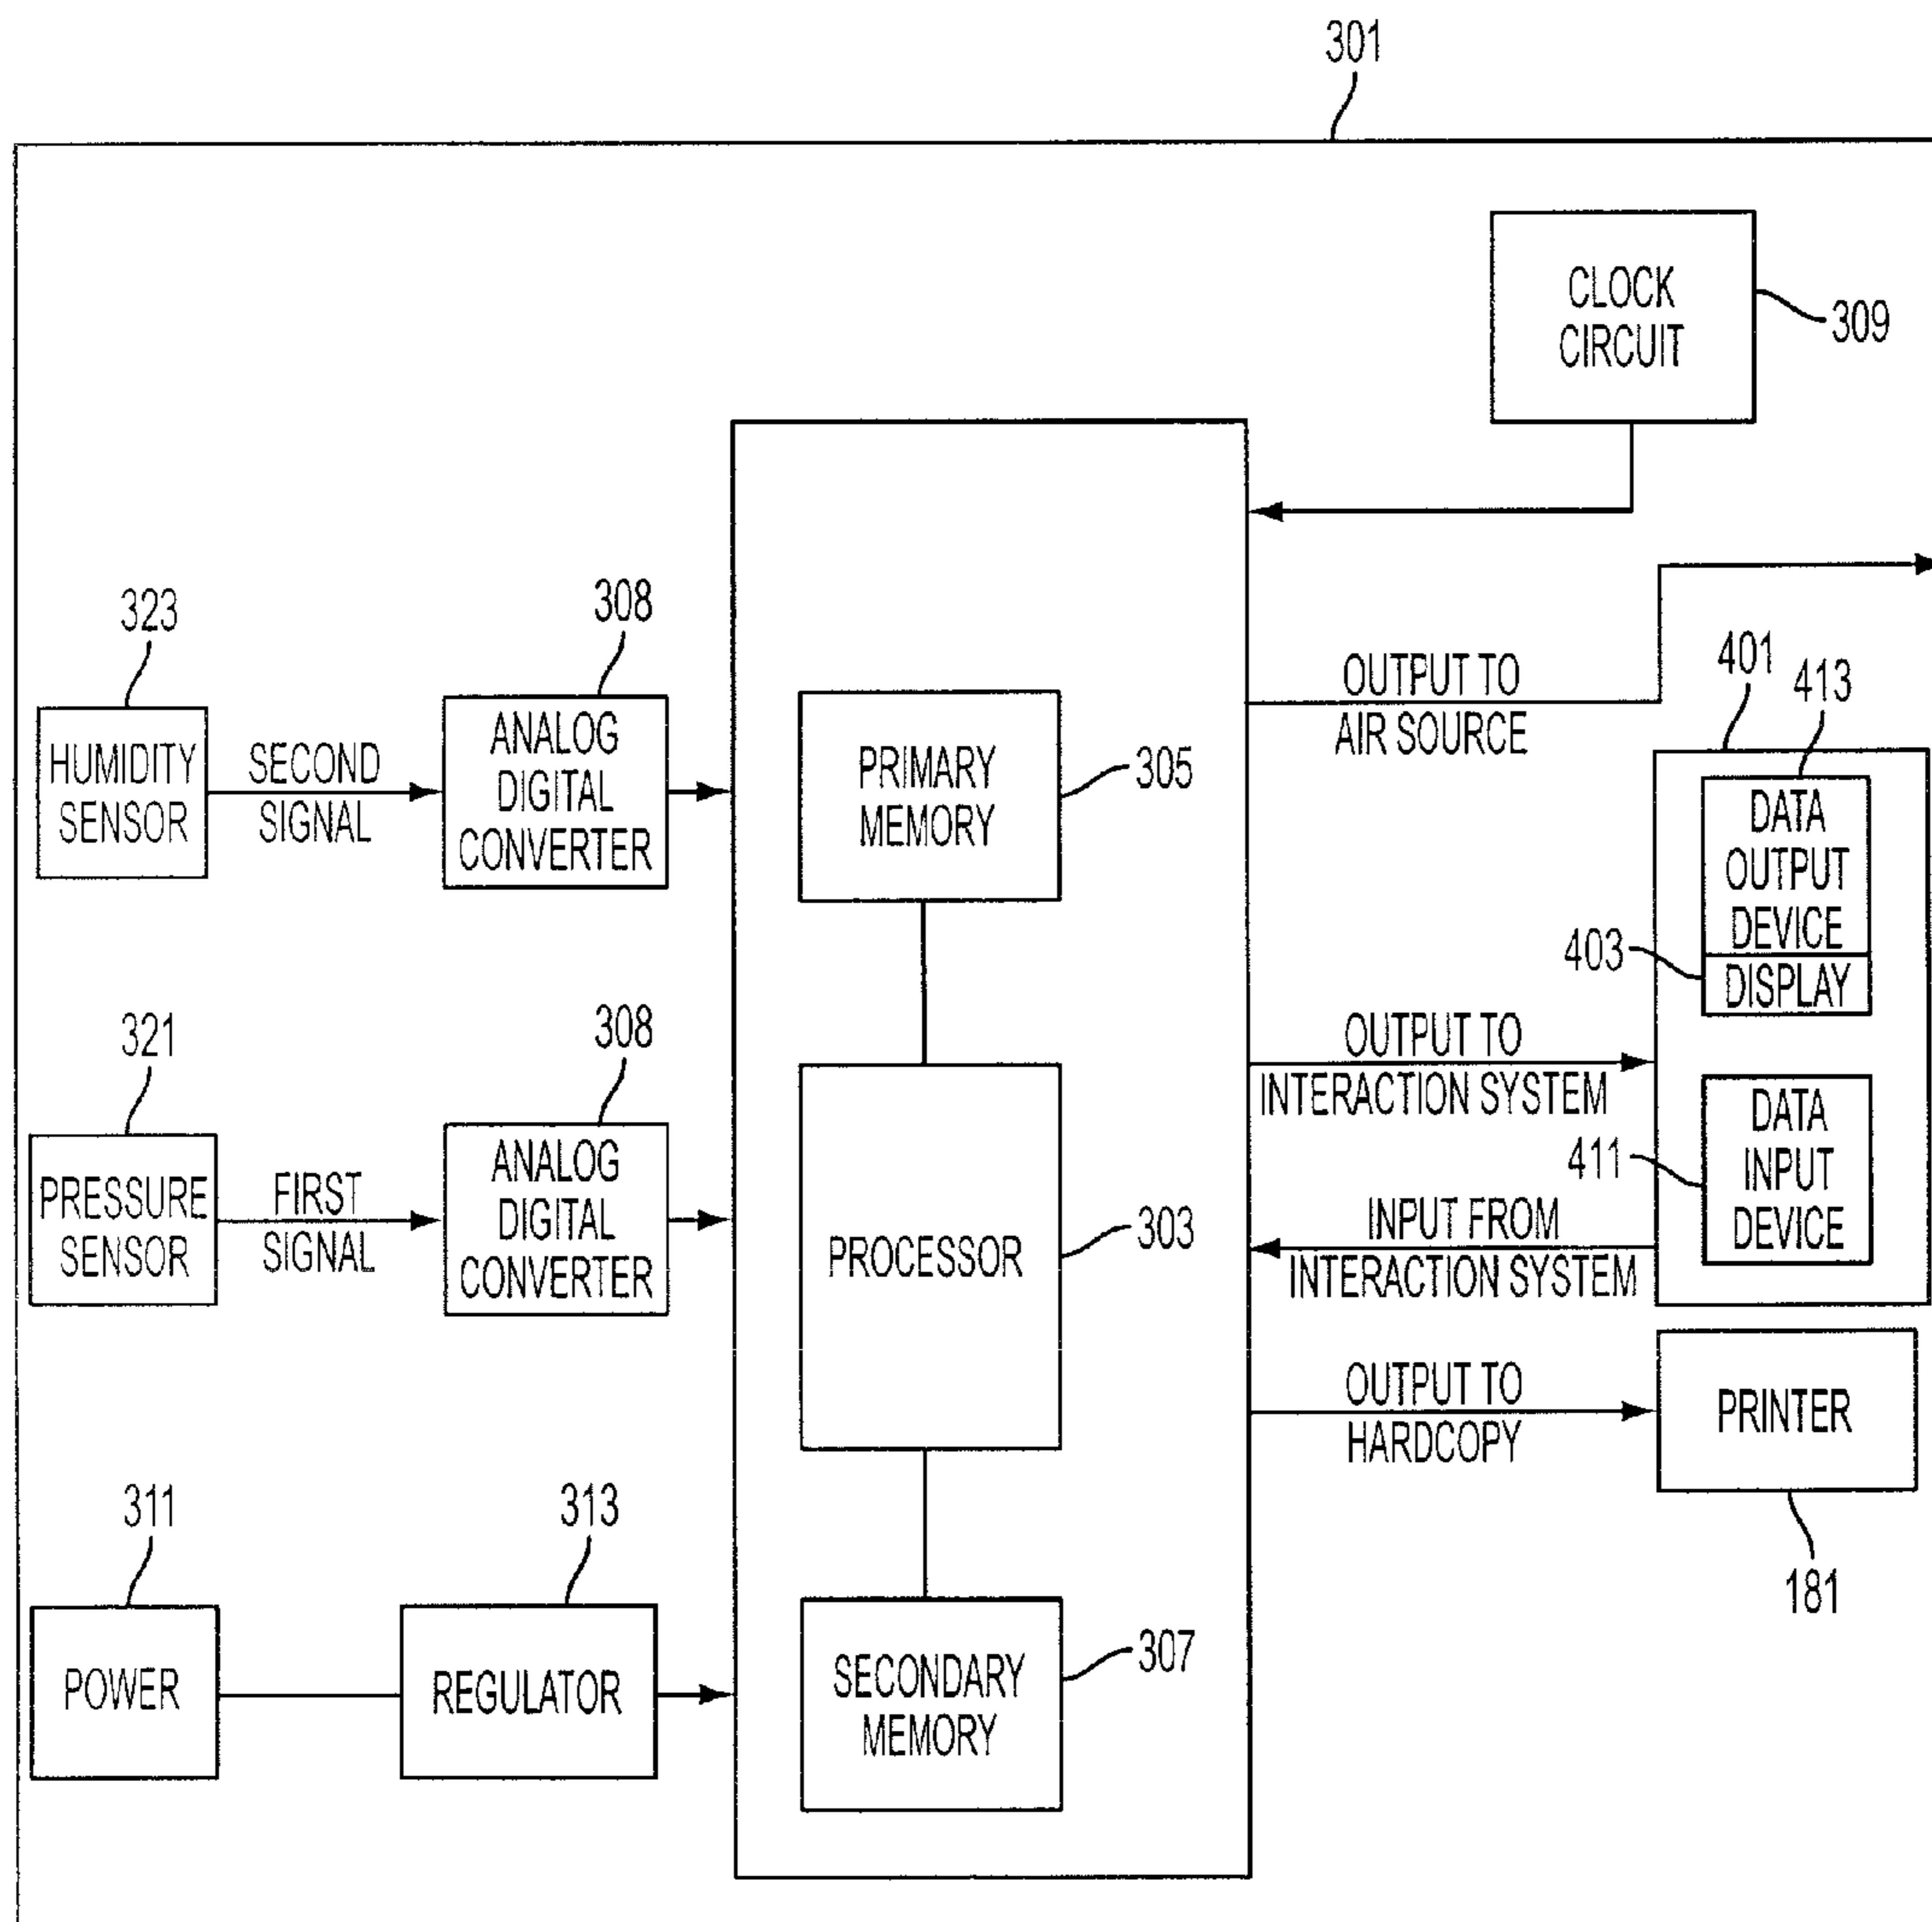 301
CLOCK
CIRCUIT
309
323
308
HUMIDITY
SENSOR
SECOND
SIGNAL
ANALOG
DIGITAL
CONVERTER
PRIMARY
MEMORY
305
OUTPUT TO
AIR SOURCE
401
413
DATA
OUTPUT
DEVICE
403
DISPLAY
321
308
PRESSURE
SENSOR
FIRST
SIGNAL
ANALOG
DIGITAL
CONVERTER
PROCESSOR
303
OUTPUT TO
INTERACTION SYSTEM
411
DATA
INPUT
DEVICE
INPUT FROM
INTERACTION SYSTEM
OUTPUT TO
HARDCOPY
PRINTER
181
311
313
POWER
REGULATOR
SECONDARY
MEMORY
307